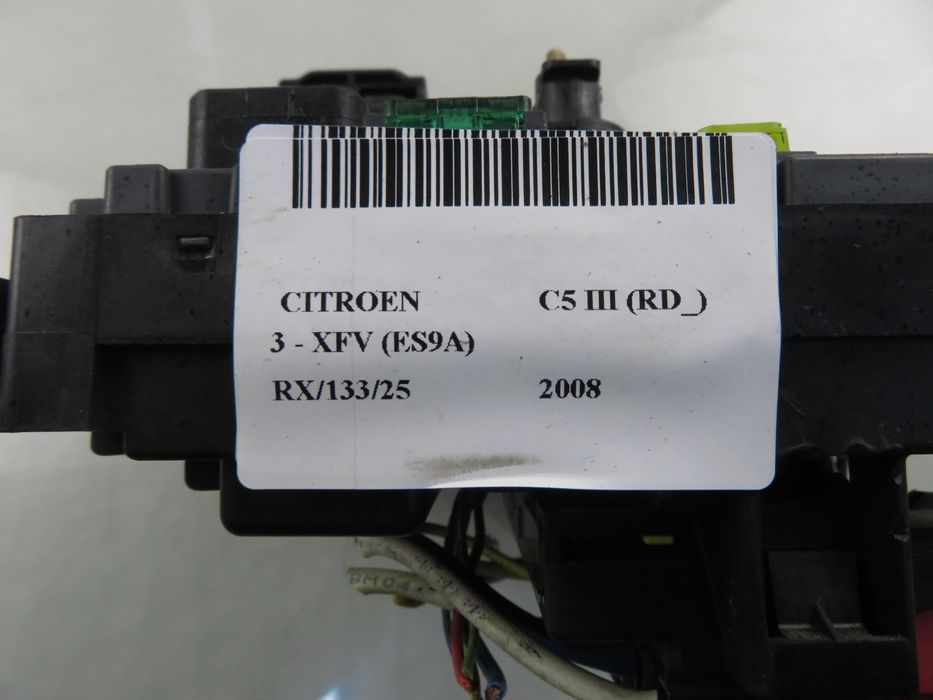 CITROEN C5 III (RD_)
3 - XFV (ES9A)
RX/133/25 2008